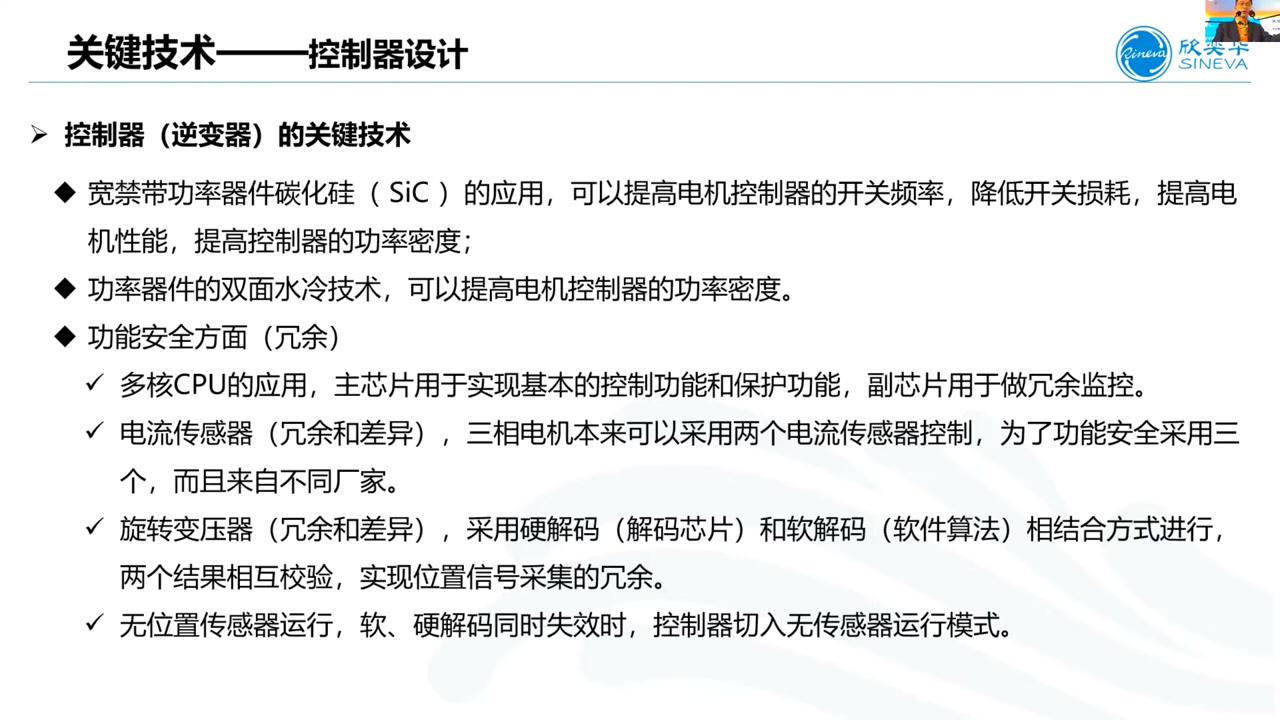 关键技术———控制器设计
Sineva
欣奕华
SINEVA
➢ 控制器（逆变器）的关键技术
◆ 宽禁带功率器件碳化硅（ SiC ）的应用，可以提高电机控制器的开关频率，降低开关损耗，提高电
机性能，提高控制器的功率密度；
◆ 功率器件的双面水冷技术，可以提高电机控制器的功率密度。
◆ 功能安全方面（冗余）
✓ 多核CPU的应用，主芯片用于实现基本的控制功能和保护功能，副芯片用于做冗余监控。
✓ 电流传感器（冗余和差异），三相电机本来可以采用两个电流传感器控制，为了功能安全采用三
个，而且来自不同厂家。
✓ 旋转变压器（冗余和差异），采用硬解码（解码芯片）和软解码（软件算法）相结合方式进行，
两个结果相互校验，实现位置信号采集的冗余。
✓ 无位置传感器运行，软、硬解码同时失效时，控制器切入无传感器运行模式。